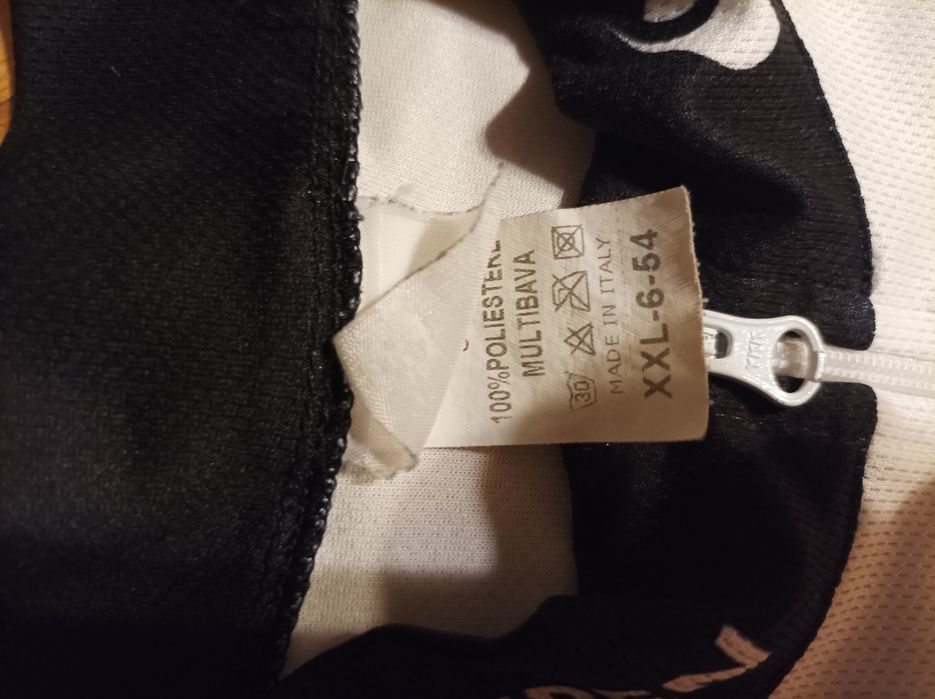 100%POLIESTERE
MULTIBAVA
30
MADE IN ITALY
XXL-6-54